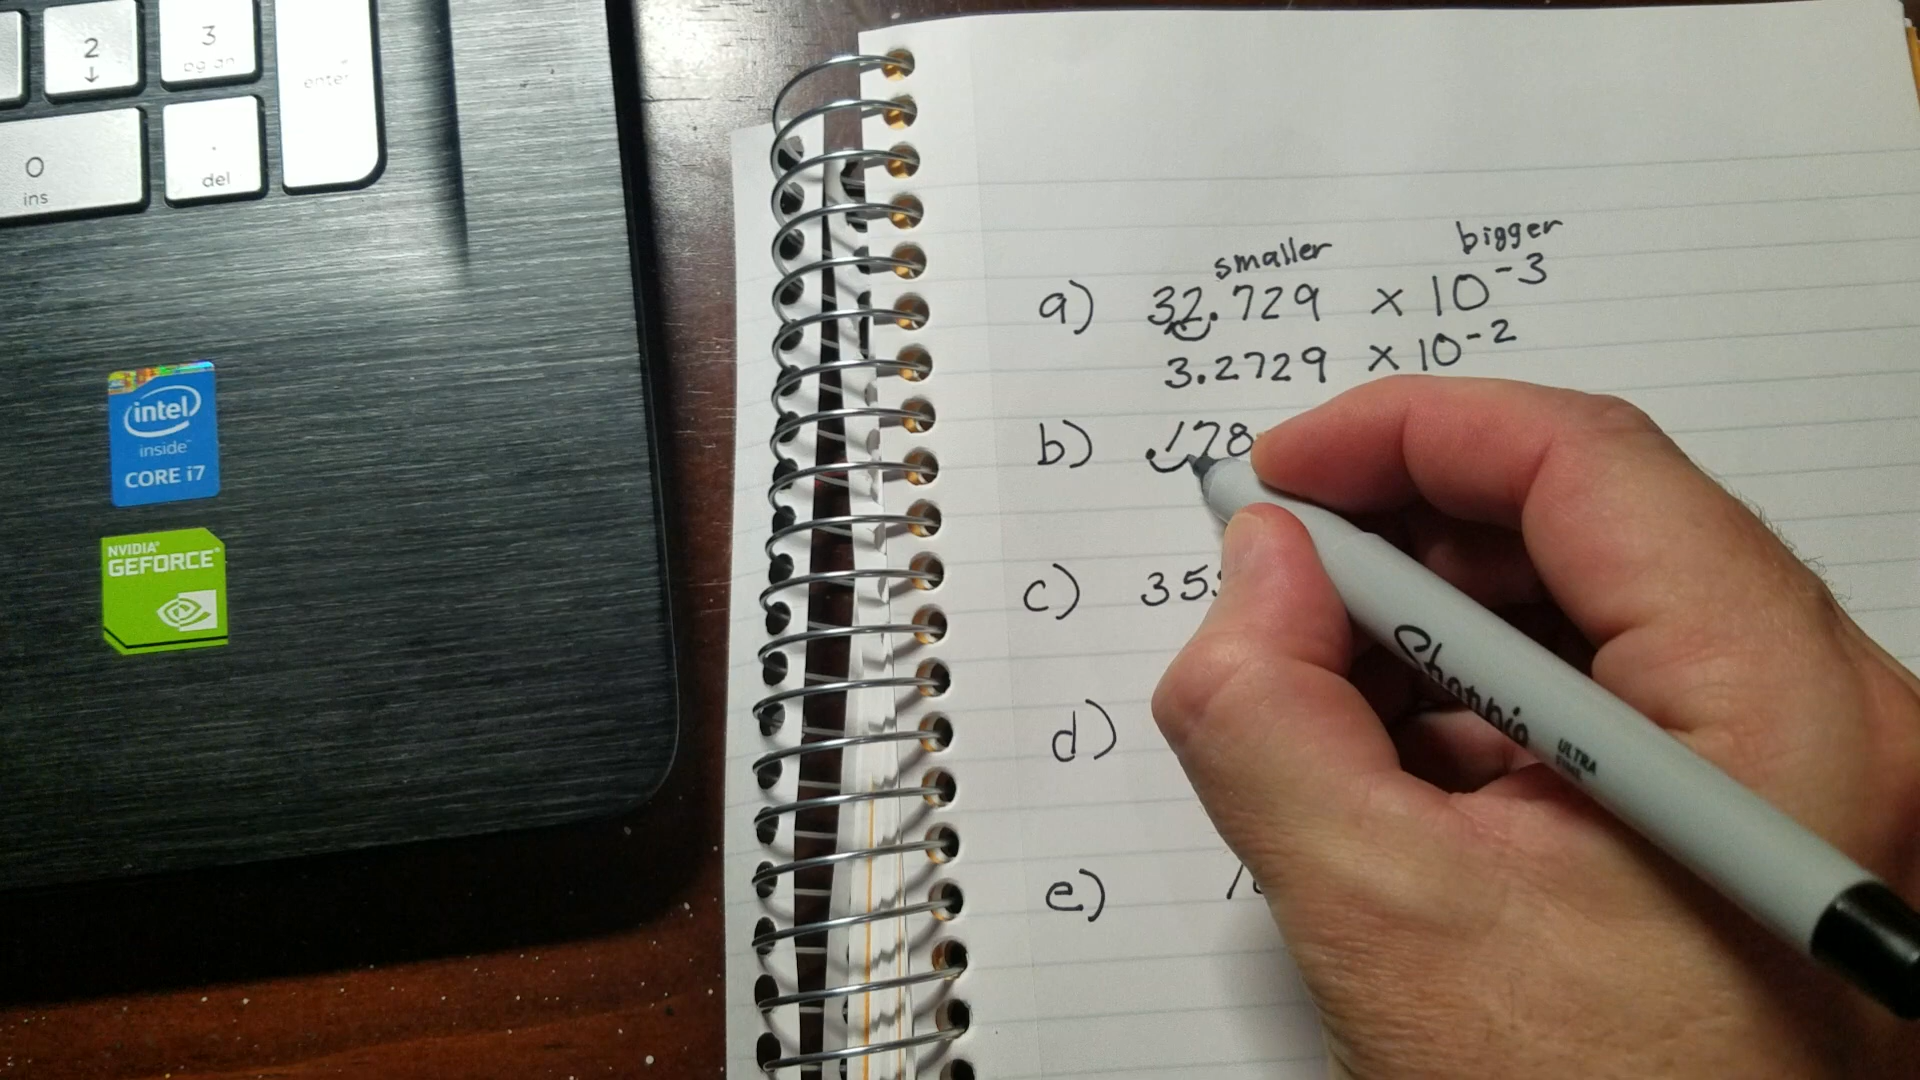 2
↓
3
pg dn
enter
0
ins
.
del
intel
inside™
CORE i7
NVIDIA®
GEFORCE®
smaller bigger
a) 32.729 × 10⁻³
3.2729 × 10⁻²
b) .178
c) 35
d)
e)
Sharpie
ULTRA